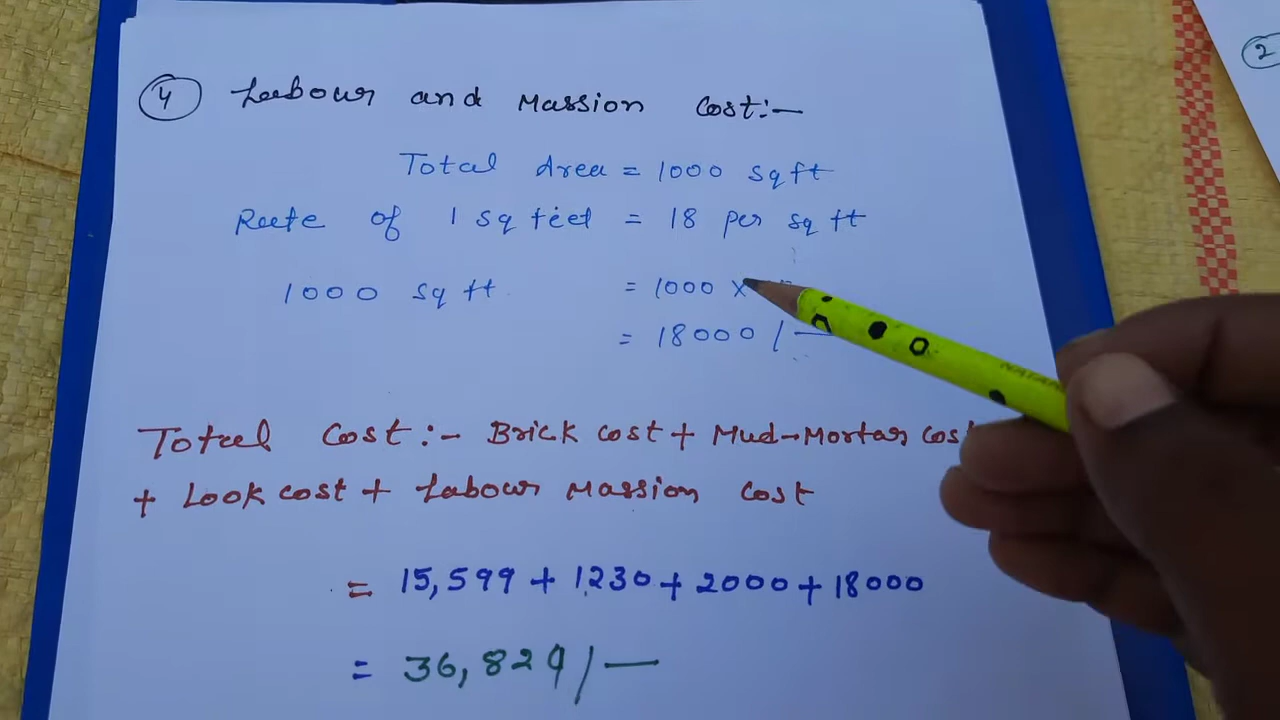 4 Labour and Massion Cost:-
Total Area = 1000 sqft
Rate of 1 sq feet = 18 per sq ft
1000 sq ft = 1000 ×
= 18000/-
Total Cost:- Brick cost + Mud-Mortar cost
+ Look cost + Labour Massion cost
= 15,599 + 1230 + 2000 + 18000
= 36,829/-
2